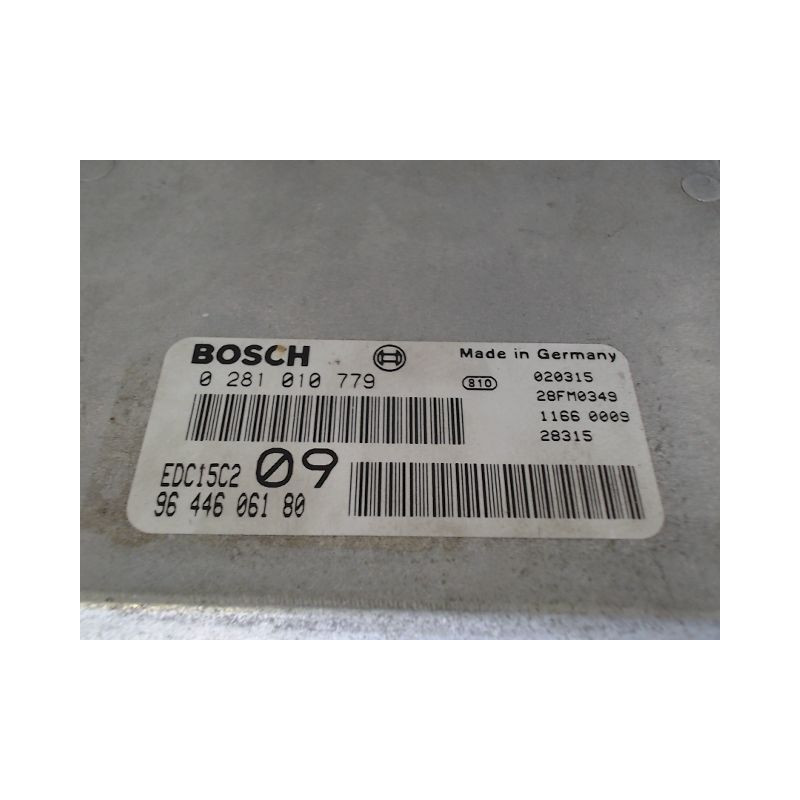 BOSCH
Made in Germany
0 281 010 779
810
020315
28FM0349
1166 0009
28315
EDC15C2 09
96 446 061 80